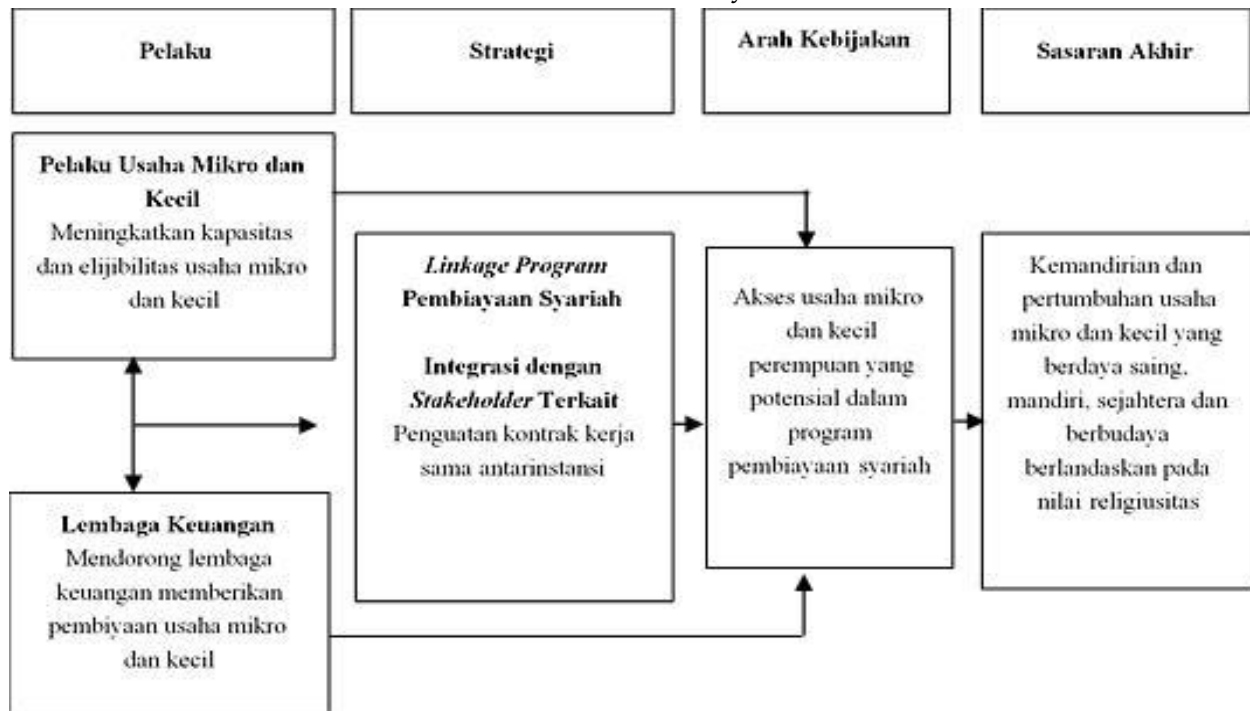 Pelaku
Strategi
Arah Kebijakan
Sasaran Akhir
Pelaku Usaha Mikro dan
Kecil
Meningkatkan kapasitas
dan elijibilitas usaha mikro
dan kecil
Linkage Program
Pembiayaan Syariah
Integrasi dengan
Stakeholder Terkait
Penguatan kontrak kerja
sama antarinstansi
Akses usaha mikro
dan kecil
perempuan yang
potensial dalam
program
pembiayaan syariah
Kemandirian dan
pertumbuhan usaha
mikro dan kecil yang
berdaya saing,
mandiri, sejahtera dan
berbudaya
berlandaskan pada
nilai religiusitas
Lembaga Keuangan
Mendorong lembaga
keuangan memberikan
pembiyaan usaha mikro
dan kecil